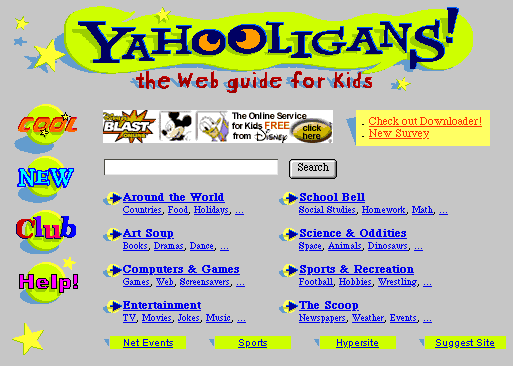 YAHOOLIGANS!
the Web guide for Kids
COOL
NEW
Club
Help!
Disney's BLAST
The Online Service
for Kids FREE
from Disney
click
here
. Check out Downloader!
. New Survey
Search
Around the World
Countries, Food, Holidays, ...
School Bell
Social Studies, Homework, Math, ...
Art Soup
Books, Dramas, Dance, ...
Science & Oddities
Space, Animals, Dinosaurs, ...
Computers & Games
Games, Web, Screensavers, ...
Sports & Recreation
Football, Hobbies, Wrestling, ...
Entertainment
TV, Movies, Jokes, Music, ...
The Scoop
Newspapers, Weather, Events, ...
Net Events
Sports
Hypersite
Suggest Site